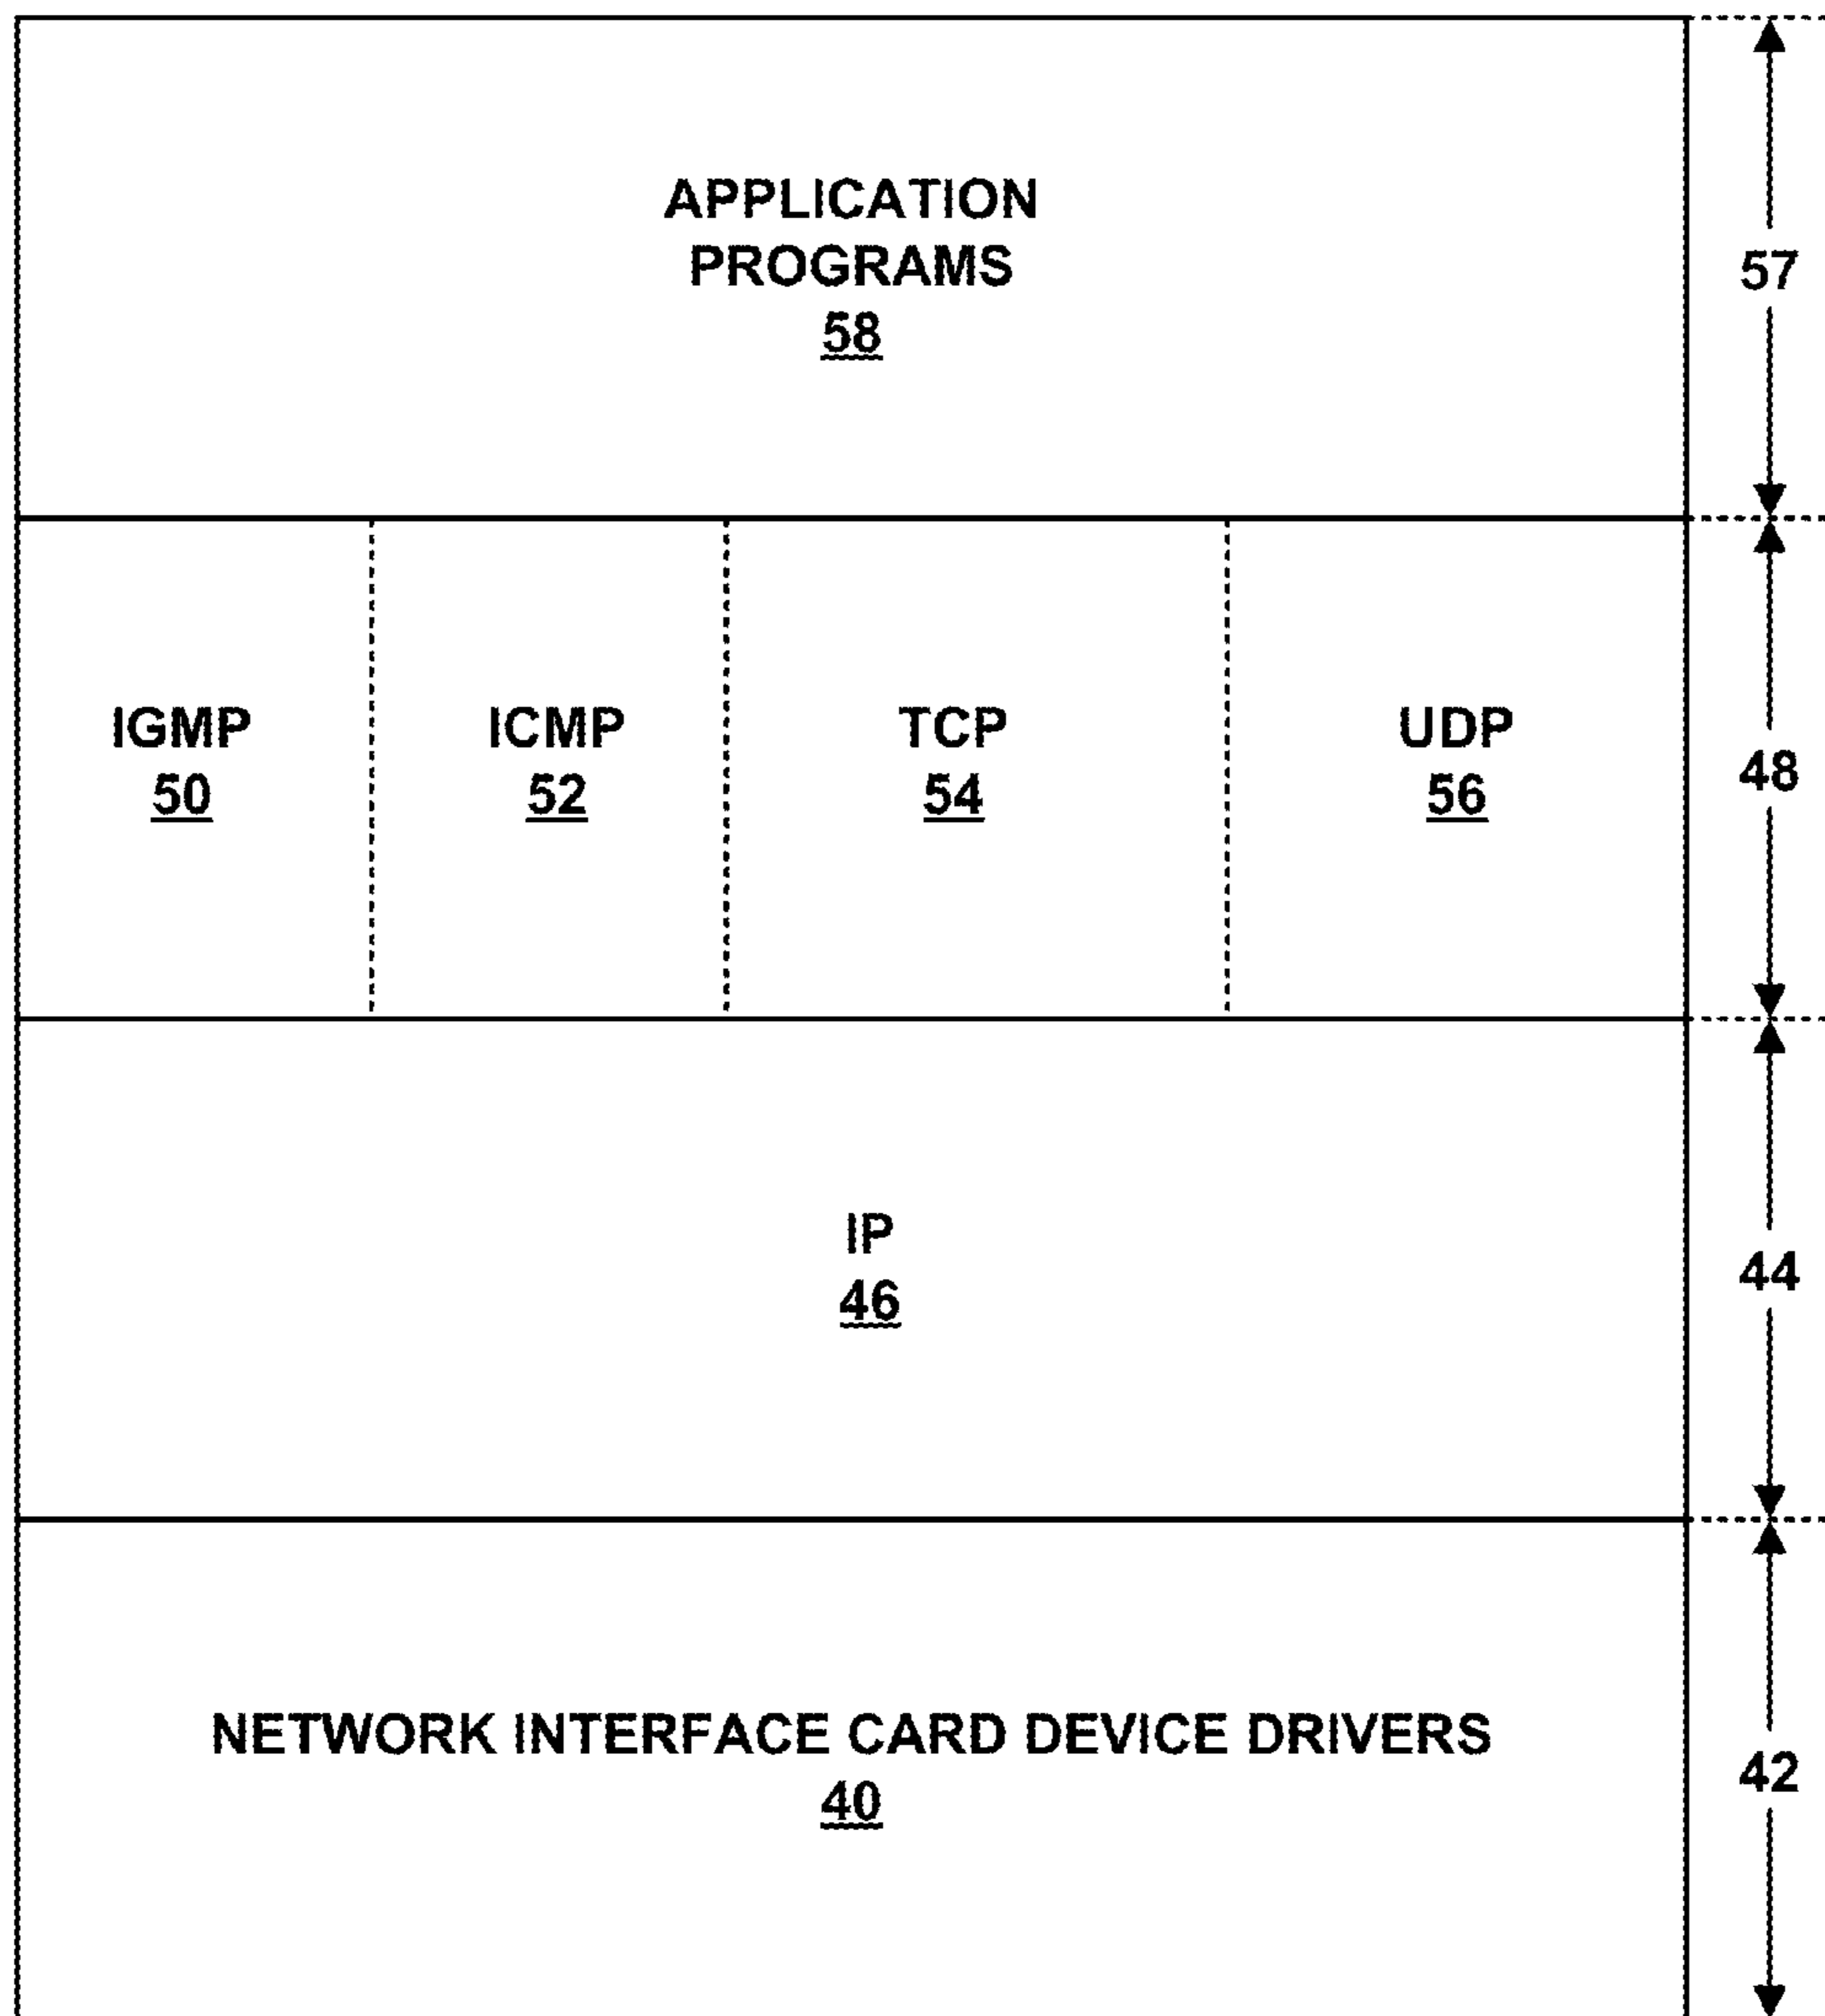 APPLICATION
PROGRAMS
58
57
IGMP
50
ICMP
52
TCP
54
UDP
56
48
IP
46
44
NETWORK INTERFACE CARD DEVICE DRIVERS
40
42